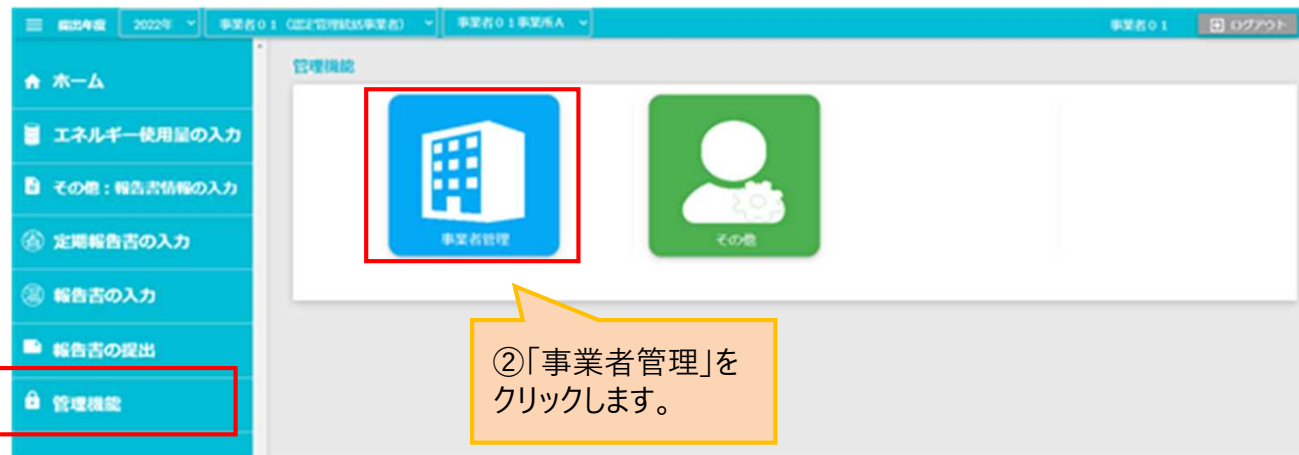 提出年度 2022年 事業者01（認定管理統括事業者） 事業者01事業所A 事業者01 ログアウト
ホーム
エネルギー使用量の入力
その他：報告書情報の入力
定期報告書の入力
報告書の入力
報告書の提出
管理機能
管理機能
事業者管理
その他
②「事業者管理」を
クリックします。